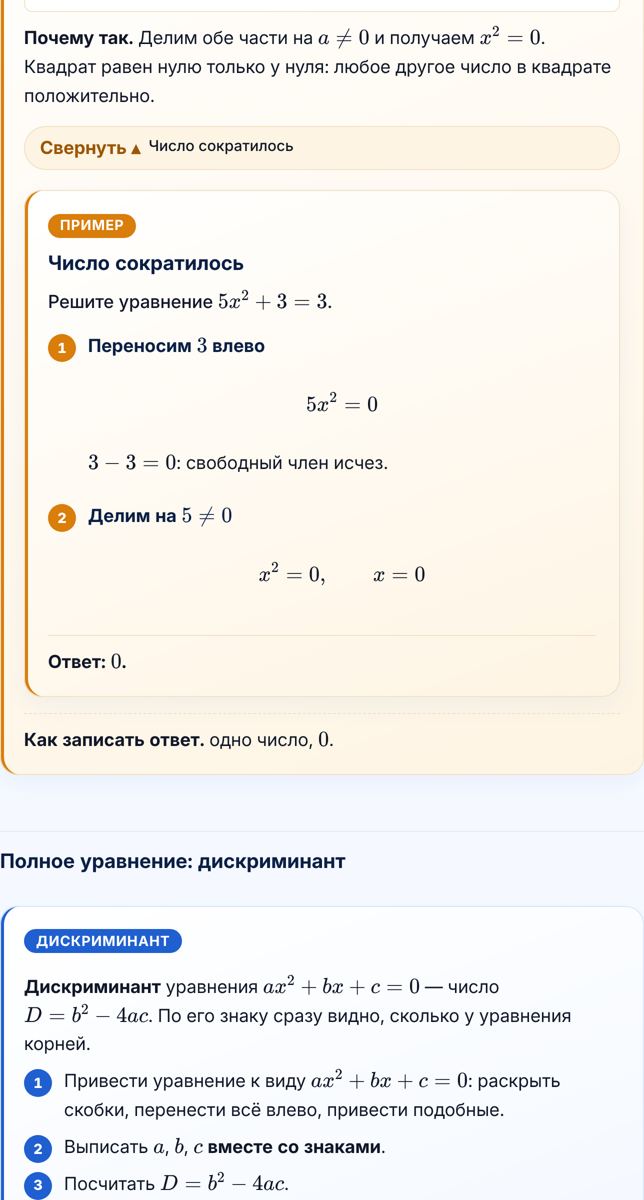 Почему так. Делим обе части на a ≠ 0 и получаем x² = 0.
Квадрат равен нулю только у нуля: любое другое число в квадрате
положительно.
Свернуть ▲ Число сократилось
ПРИМЕР
Число сократилось
Решите уравнение 5x² + 3 = 3.
1 Переносим 3 влево
5x² = 0
3 − 3 = 0: свободный член исчез.
2 Делим на 5 ≠ 0
x² = 0, x = 0
Ответ: 0.
Как записать ответ. одно число, 0.
Полное уравнение: дискриминант
ДИСКРИМИНАНТ
Дискриминант уравнения ax² + bx + c = 0 — число
D = b² − 4ac. По его знаку сразу видно, сколько у уравнения
корней.
1 Привести уравнение к виду ax² + bx + c = 0: раскрыть
скобки, перенести всё влево, привести подобные.
2 Выписать a, b, c вместе со знаками.
3 Посчитать D = b² − 4ac.